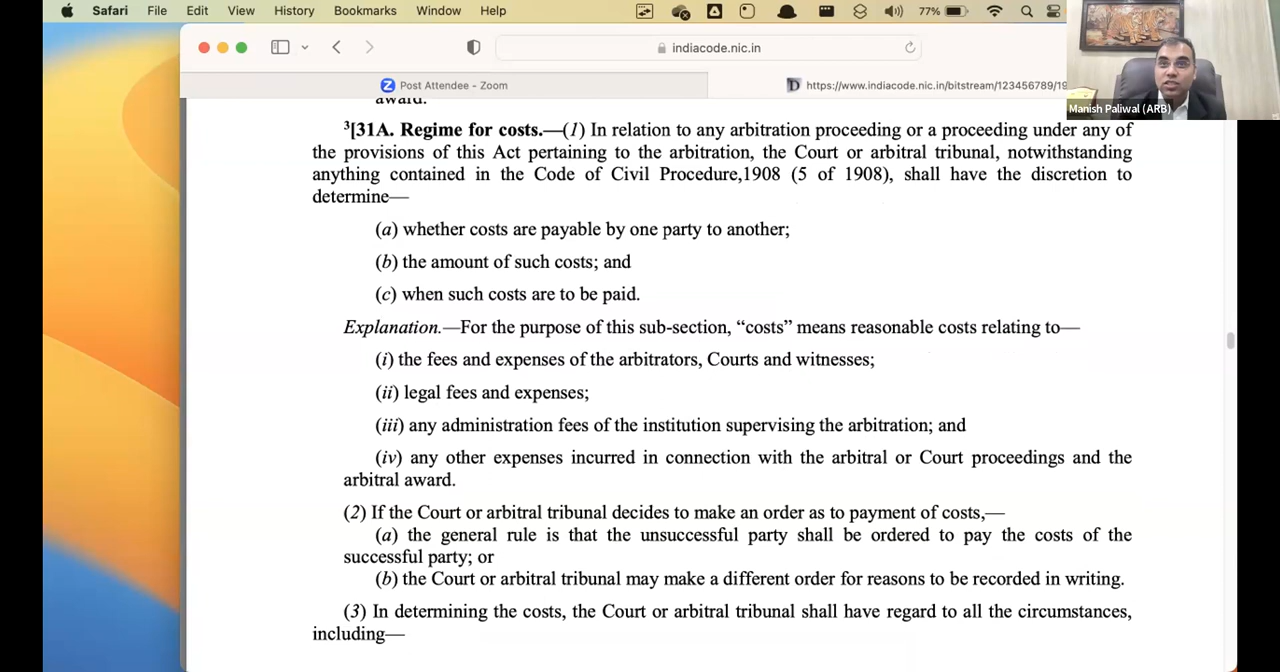 Safari File Edit View History Bookmarks Window Help 77%
indiacode.nic.in
Post Attendee - Zoom
https://www.indiacode.nic.in/bitstream/123456789/19
Manish Paliwal (ARB)
award.
³[31A. Regime for costs.—(1) In relation to any arbitration proceeding or a proceeding under any of
the provisions of this Act pertaining to the arbitration, the Court or arbitral tribunal, notwithstanding
anything contained in the Code of Civil Procedure,1908 (5 of 1908), shall have the discretion to
determine—
(a) whether costs are payable by one party to another;
(b) the amount of such costs; and
(c) when such costs are to be paid.
Explanation.—For the purpose of this sub-section, “costs” means reasonable costs relating to—
(i) the fees and expenses of the arbitrators, Courts and witnesses;
(ii) legal fees and expenses;
(iii) any administration fees of the institution supervising the arbitration; and
(iv) any other expenses incurred in connection with the arbitral or Court proceedings and the
arbitral award.
(2) If the Court or arbitral tribunal decides to make an order as to payment of costs,—
(a) the general rule is that the unsuccessful party shall be ordered to pay the costs of the
successful party; or
(b) the Court or arbitral tribunal may make a different order for reasons to be recorded in writing.
(3) In determining the costs, the Court or arbitral tribunal shall have regard to all the circumstances,
including—